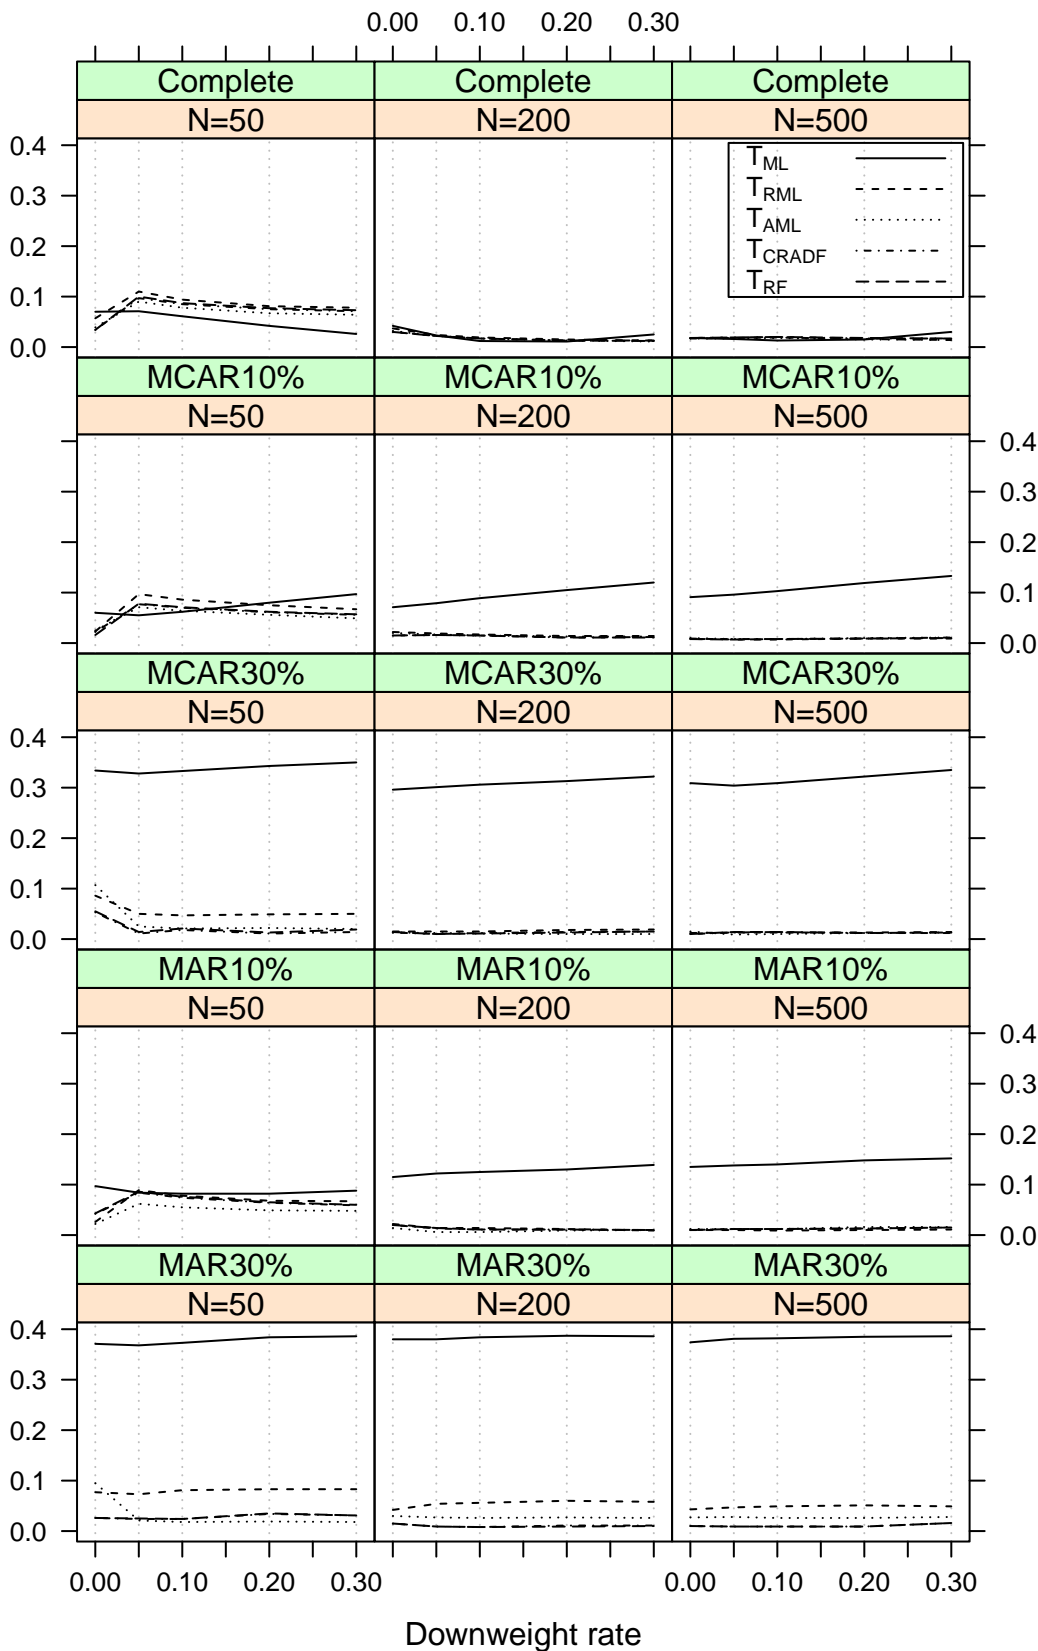 0.00 0.10 0.20 0.30
Complete Complete Complete
N=50 N=200 N=500
0.4
0.3
0.2
0.1
0.0
T_ML
T_RML
T_AML
T_CRADF
T_RF
MCAR10% MCAR10% MCAR10%
N=50 N=200 N=500
0.4
0.3
0.2
0.1
0.0
MCAR30% MCAR30% MCAR30%
N=50 N=200 N=500
0.4
0.3
0.2
0.1
0.0
MAR10% MAR10% MAR10%
N=50 N=200 N=500
0.4
0.3
0.2
0.1
0.0
MAR30% MAR30% MAR30%
N=50 N=200 N=500
0.4
0.3
0.2
0.1
0.0
0.00 0.10 0.20 0.30 0.00 0.10 0.20 0.30
Downweight rate